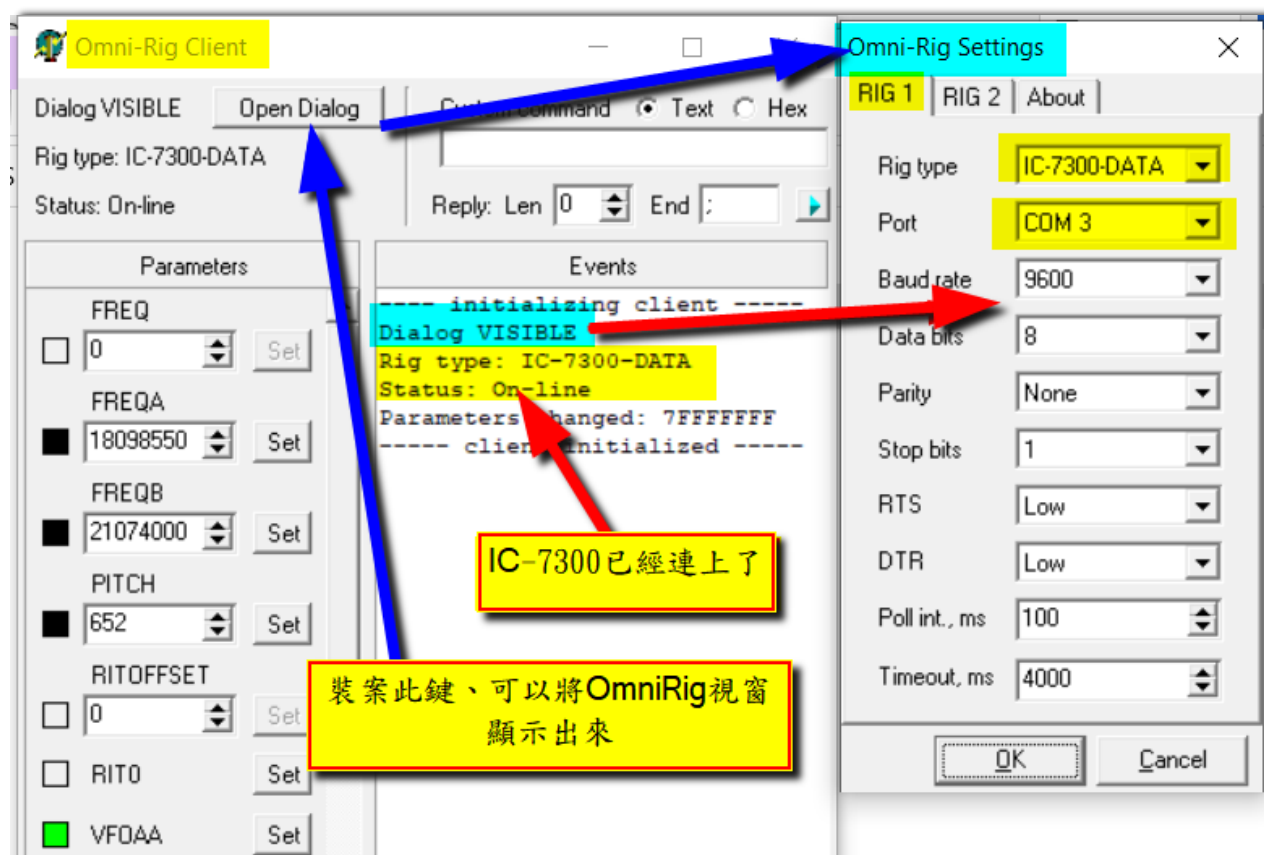 Omni-Rig Client
Dialog VISIBLE
Open Dialog
Custom command
Text
Hex
Rig type: IC-7300-DATA
Status: On-line
Reply: Len
0
End
;
Parameters
FREQ
0
Set
FREQA
18098550
Set
FREQB
21074000
Set
PITCH
652
Set
RITOFFSET
0
Set
RIT0
Set
VFOAA
Set
Events
---- initializing client -----
Dialog VISIBLE
Rig type: IC-7300-DATA
Status: On-line
Parameters changed: 7FFFFFFF
----- client initialized -----
IC-7300已經連上了
裝案此鍵、可以將OmniRig視窗
顯示出來
Omni-Rig Settings
RIG 1
RIG 2
About
Rig type
IC-7300-DATA
Port
COM 3
Baud rate
9600
Data bits
8
Parity
None
Stop bits
1
RTS
Low
DTR
Low
Poll int., ms
100
Timeout, ms
4000
OK
Cancel